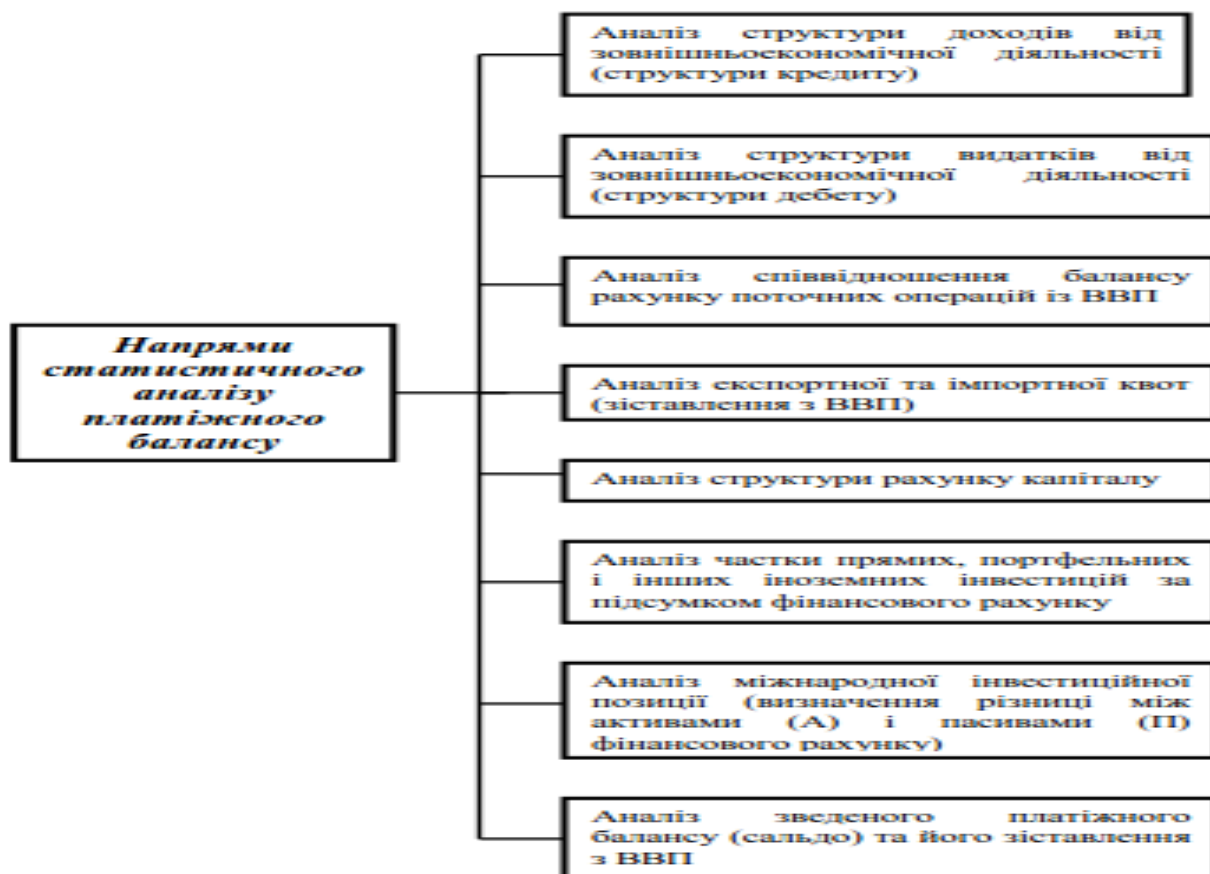 Аналіз структури доходів від
зовнішньоекономічної діяльності
(структури кредиту)
Аналіз структури видатків від
зовнішньоекономічної діяльності
(структури дебету)
Аналіз співвідношення балансу
рахунку поточних операцій із ВВП
Напрями
статистичного
аналізу
платіжного
балансу
Аналіз експортної та імпортної квот
(зіставлення з ВВП)
Аналіз структури рахунку капіталу
Аналіз частки прямих, портфельних
і інших іноземних інвестицій за
підсумком фінансового рахунку
Аналіз міжнародної інвестиційної
позиції (визначення різниці між
активами (А) і пасивами (П)
фінансового рахунку)
Аналіз зведеного платіжного
балансу (сальдо) та його зіставлення
з ВВП